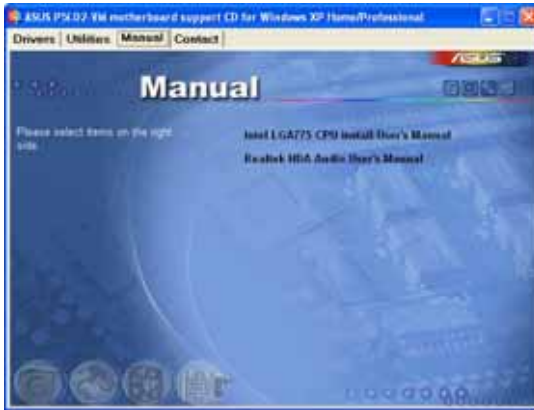 ASUS P5LD2-VM motherboard support CD for Windows XP Home/Professional
Drivers Utilities Manual Contact
ASUS
Manual
Please select items on the right
side.
Intel LGA775 CPU install User's Manual
Realtek HDA Audio User's Manual